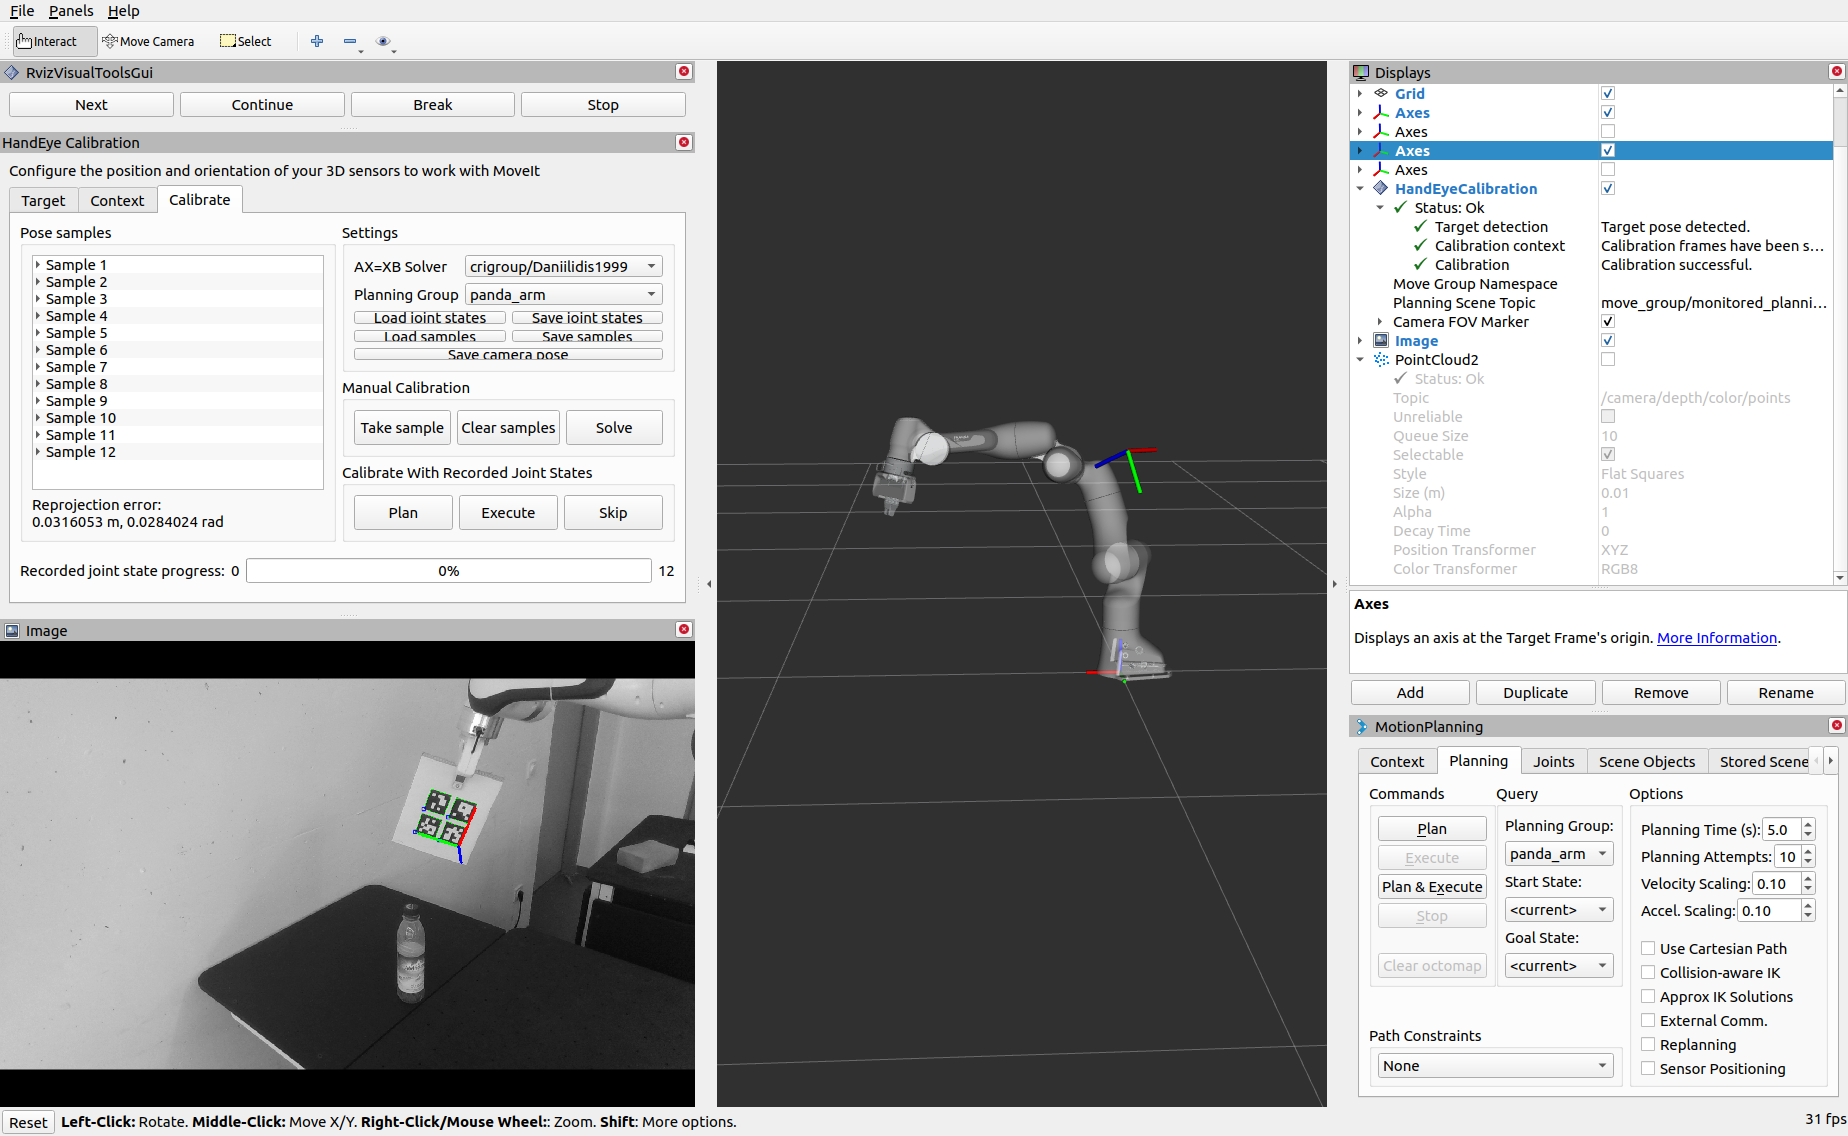 File Panels Help
Interact Move Camera Select
RvizVisualToolsGui
Next Continue Break Stop
HandEye Calibration
Configure the position and orientation of your 3D sensors to work with MoveIt
Target Context Calibrate
Pose samples
Sample 1
Sample 2
Sample 3
Sample 4
Sample 5
Sample 6
Sample 7
Sample 8
Sample 9
Sample 10
Sample 11
Sample 12
Reprojection error:
0.0316053 m, 0.0284024 rad
Settings
AX=XB Solver crigroup/Daniilidis1999
Planning Group panda_arm
Load joint states Save joint states
Load samples Save samples
Save camera pose
Manual Calibration
Take sample Clear samples Solve
Calibrate With Recorded Joint States
Plan Execute Skip
Recorded joint state progress: 0 0% 12
Image
Displays
Grid
Axes
Axes
Axes
Axes
HandEyeCalibration
Status: Ok
Target detection Target pose detected.
Calibration context Calibration frames have been s...
Calibration Calibration successful.
Move Group Namespace
Planning Scene Topic move_group/monitored_planni...
Camera FOV Marker
Image
PointCloud2
Status: Ok
Topic /camera/depth/color/points
Unreliable
Queue Size 10
Selectable
Style Flat Squares
Size (m) 0.01
Alpha 1
Decay Time 0
Position Transformer XYZ
Color Transformer RGB8
Axes
Displays an axis at the Target Frame's origin. More Information.
Add Duplicate Remove Rename
MotionPlanning
Context Planning Joints Scene Objects Stored Scene
Commands
Plan
Execute
Plan & Execute
Stop
Clear octomap
Query
Planning Group:
panda_arm
Start State:
<current>
Goal State:
<current>
Options
Planning Time (s): 5.0
Planning Attempts: 10
Velocity Scaling: 0.10
Accel. Scaling: 0.10
Use Cartesian Path
Collision-aware IK
Approx IK Solutions
External Comm.
Replanning
Sensor Positioning
Path Constraints
None
Reset Left-Click: Rotate. Middle-Click: Move X/Y. Right-Click/Mouse Wheel:: Zoom. Shift: More options.
31 fps